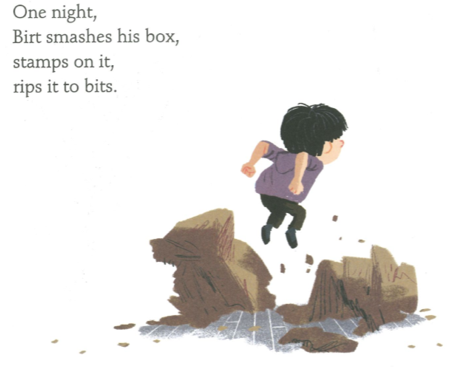 One night,
Birt smashes his box,
stamps on it,
rips it to bits.